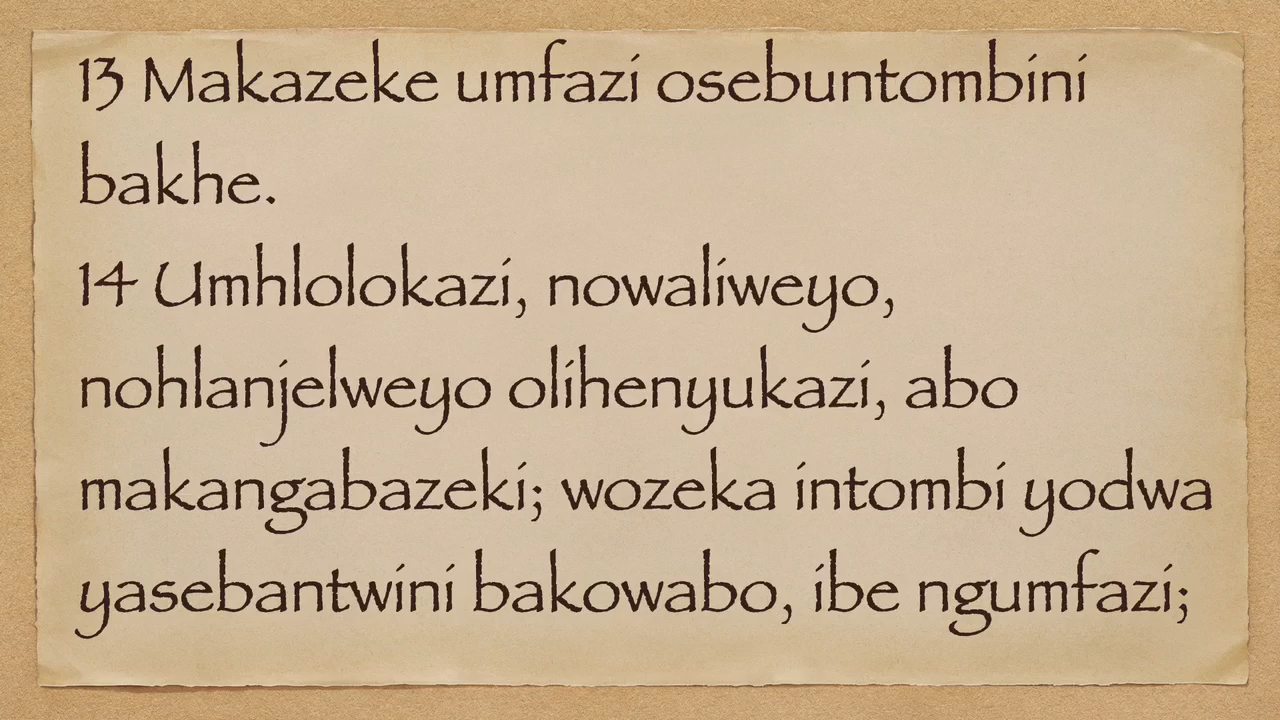 13 Makazeke umfazi osebuntombini
bakhe.
14 Umhlolokazi, nowaliweyo,
nohlanjelweyo olihenyukazi, abo
makangabazeki; wozeka intombi yodwa
yasebantwini bakowabo, ibe ngumfazi;